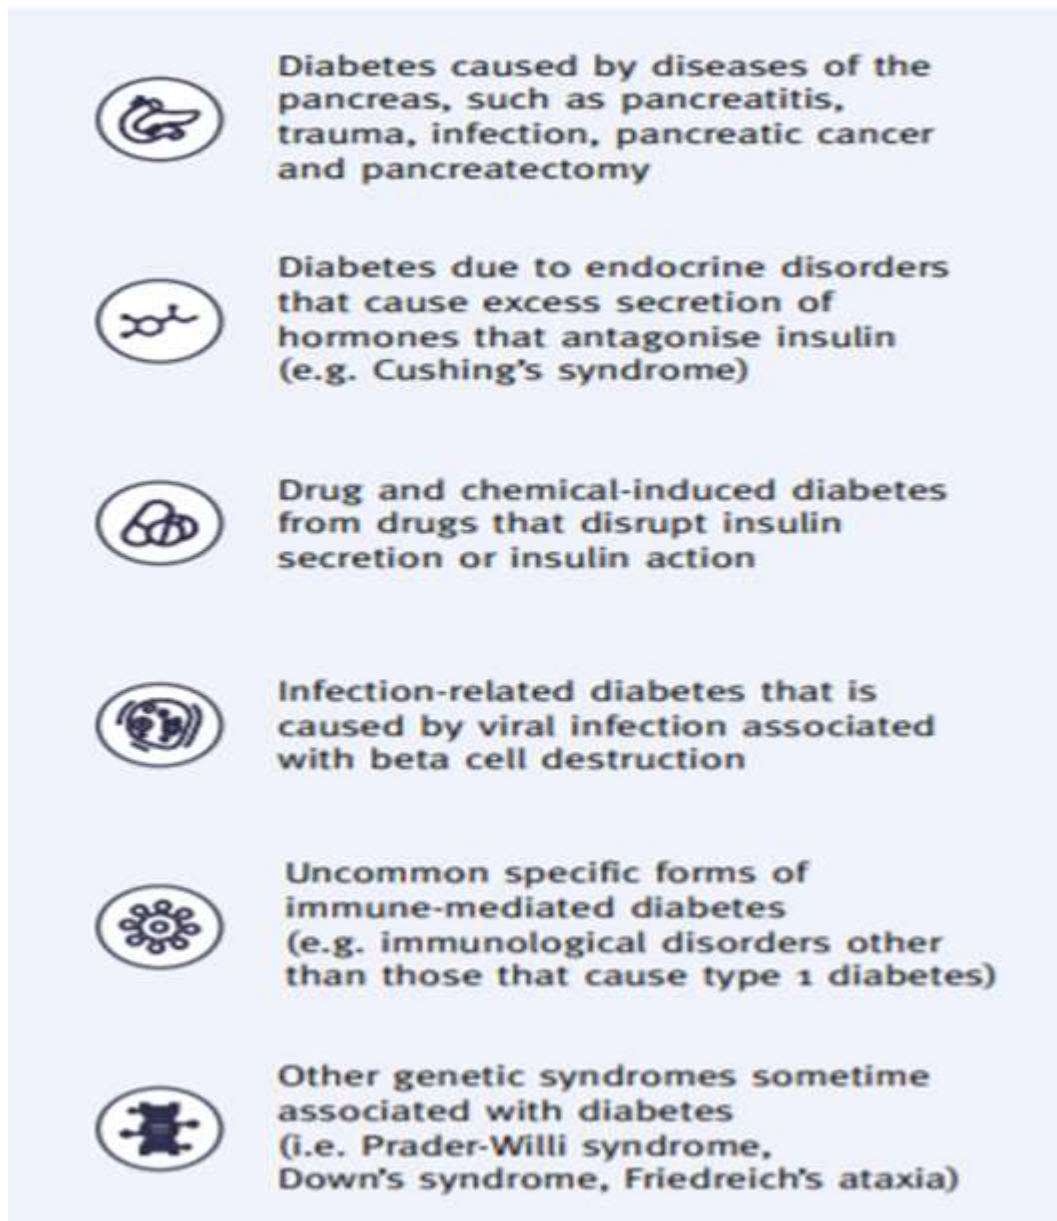 Diabetes caused by diseases of the
pancreas, such as pancreatitis,
trauma, infection, pancreatic cancer
and pancreatectomy
Diabetes due to endocrine disorders
that cause excess secretion of
hormones that antagonise insulin
(e.g. Cushing's syndrome)
Drug and chemical-induced diabetes
from drugs that disrupt insulin
secretion or insulin action
Infection-related diabetes that is
caused by viral infection associated
with beta cell destruction
Uncommon specific forms of
immune-mediated diabetes
(e.g. immunological disorders other
than those that cause type 1 diabetes)
Other genetic syndromes sometime
associated with diabetes
(i.e. Prader-Willi syndrome,
Down's syndrome, Friedreich's ataxia)